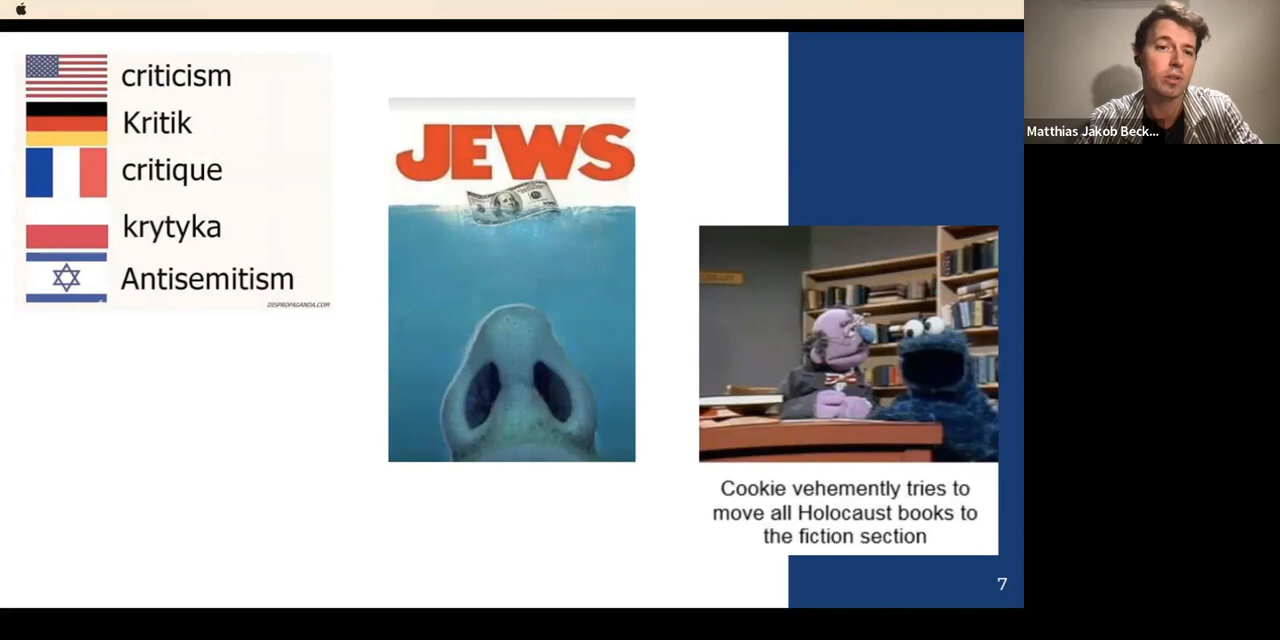 criticism
Kritik
critique
krytyka
Antisemitism
DESPROPAGANDA.COM
JEWS
Cookie vehemently tries to
move all Holocaust books to
the fiction section
7
Matthias Jakob Beck...